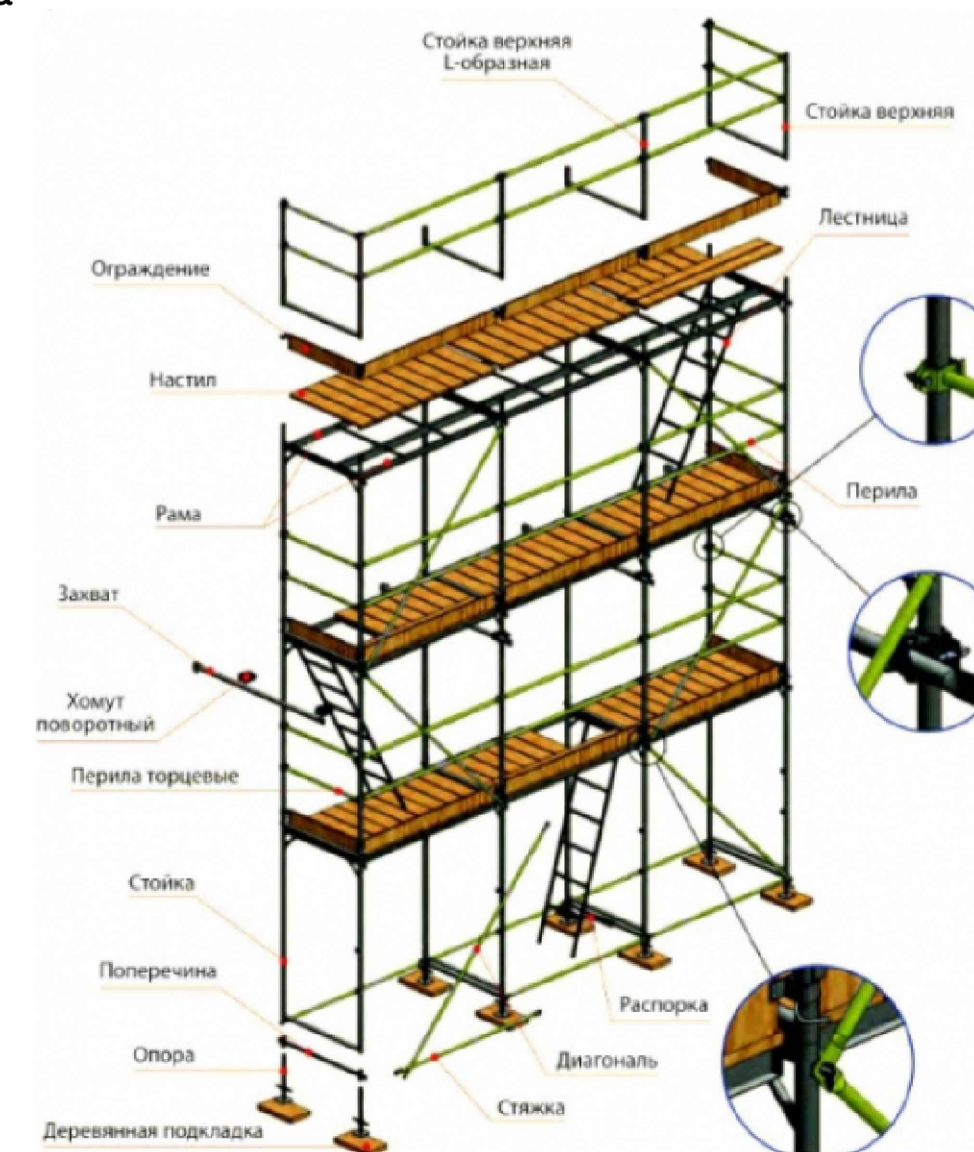 Стойка верхняя
L-образная
Стойка верхняя
Лестница
Ограждение
Настил
Перила
Рама
Захват
Хомут
поворотный
Перила торцевые
Стойка
Поперечина
Распорка
Опора
Диагональ
Стяжка
Деревянная подкладка